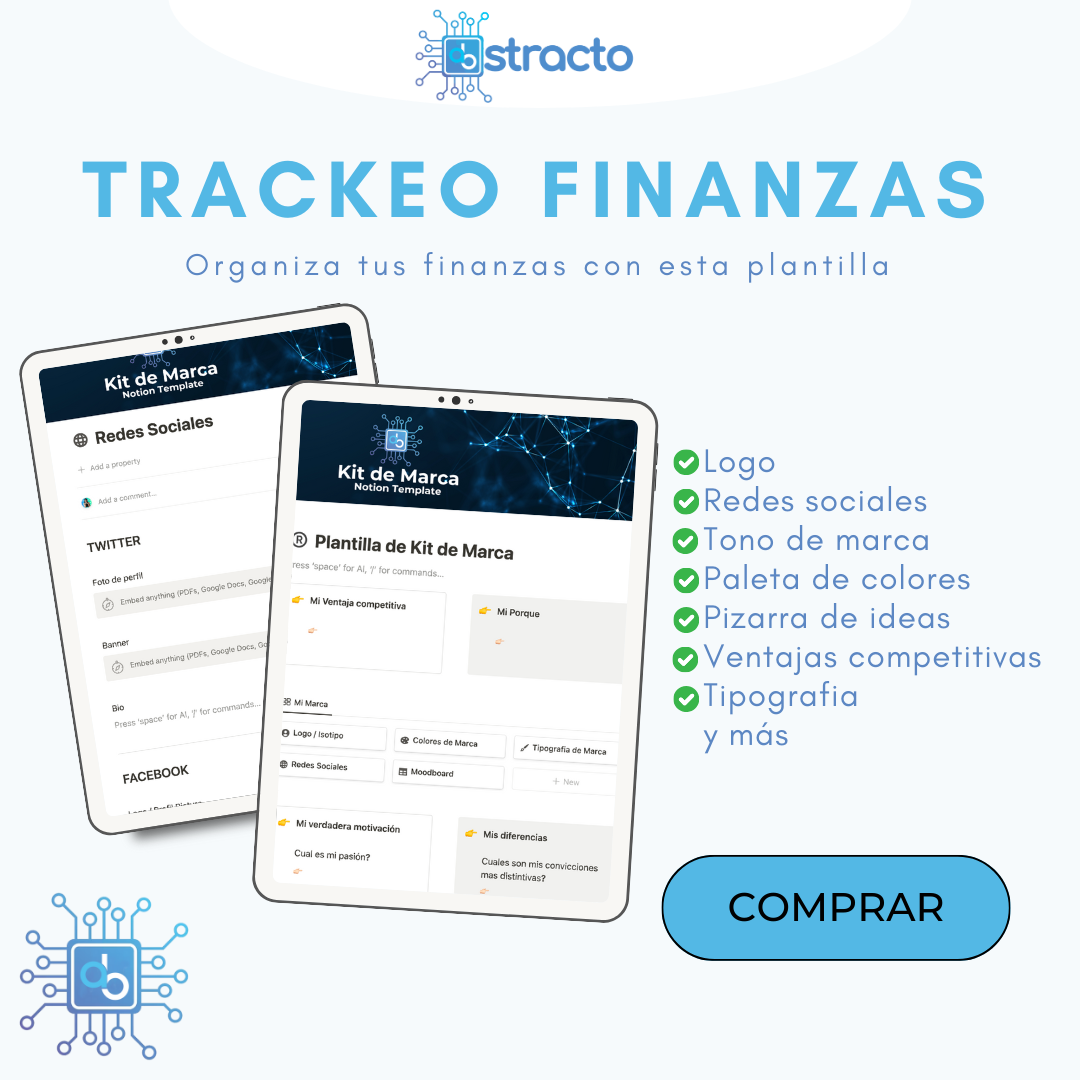 abstracto
TRACKEO FINANZAS
Organiza tus finanzas con esta plantilla
Kit de Marca
Notion Template
Redes Sociales
Add a property
Add a comment...
TWITTER
Foto de perfil
Embed anything (PDFs, Google Docs, Google
Banner
Embed anything (PDFs, Google Docs, Go
Bio
Press 'space' for AI, '/' for commands...
FACEBOOK
ab
Kit de Marca
Notion Template
Plantilla de Kit de Marca
ress 'space' for AI, '/' for commands...
Mi Ventaja competitiva
Mi Porque
Mi Marca
Logo / Isotipo
Colores de Marca
Tipografia de Marca
Redes Sociales
Moodboard
+ New
Mi verdadera motivación
Cual es mi pasión?
Mis diferencias
Cuales son mis convicciones
mas distintivas?
Logo
Redes sociales
Tono de marca
Paleta de colores
Pizarra de ideas
Ventajas competitivas
Tipografia
y más
COMPRAR
ab